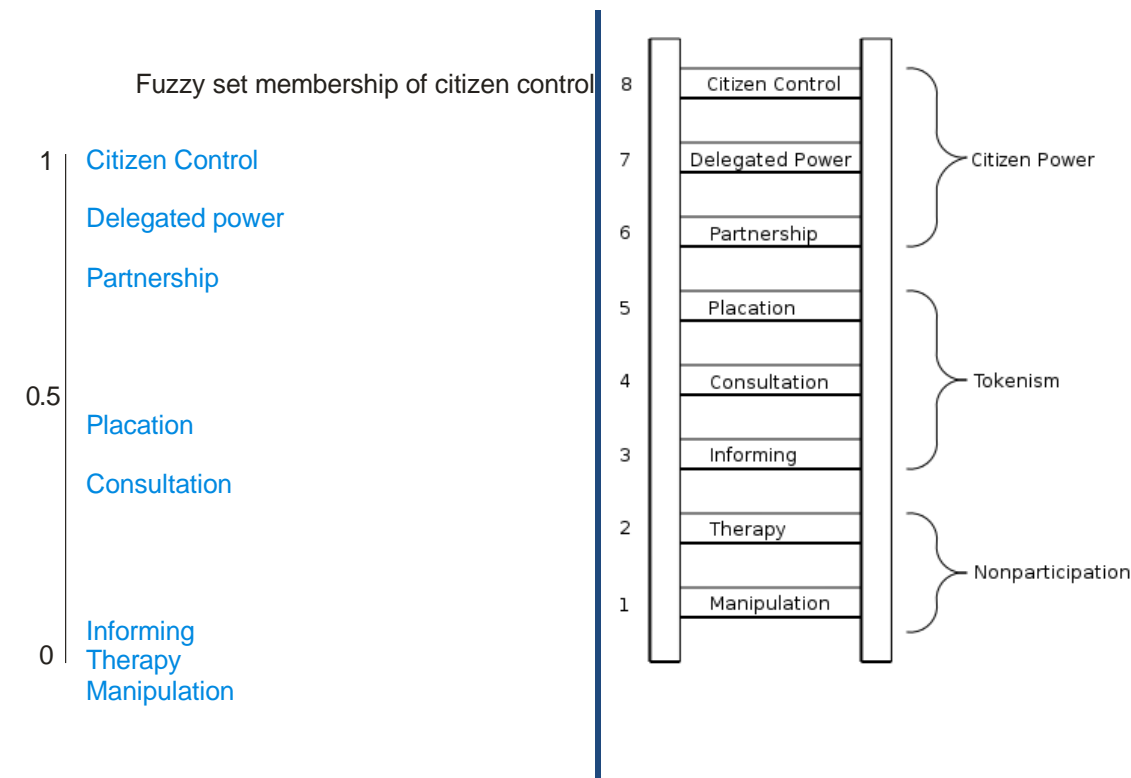 Fuzzy set membership of citizen control
1 Citizen Control
Delegated power
Partnership
0.5
Placation
Consultation
Informing
0 Therapy
Manipulation
8 Citizen Control
7 Delegated Power Citizen Power
6 Partnership
5 Placation
4 Consultation Tokenism
3 Informing
2 Therapy
Nonparticipation
1 Manipulation